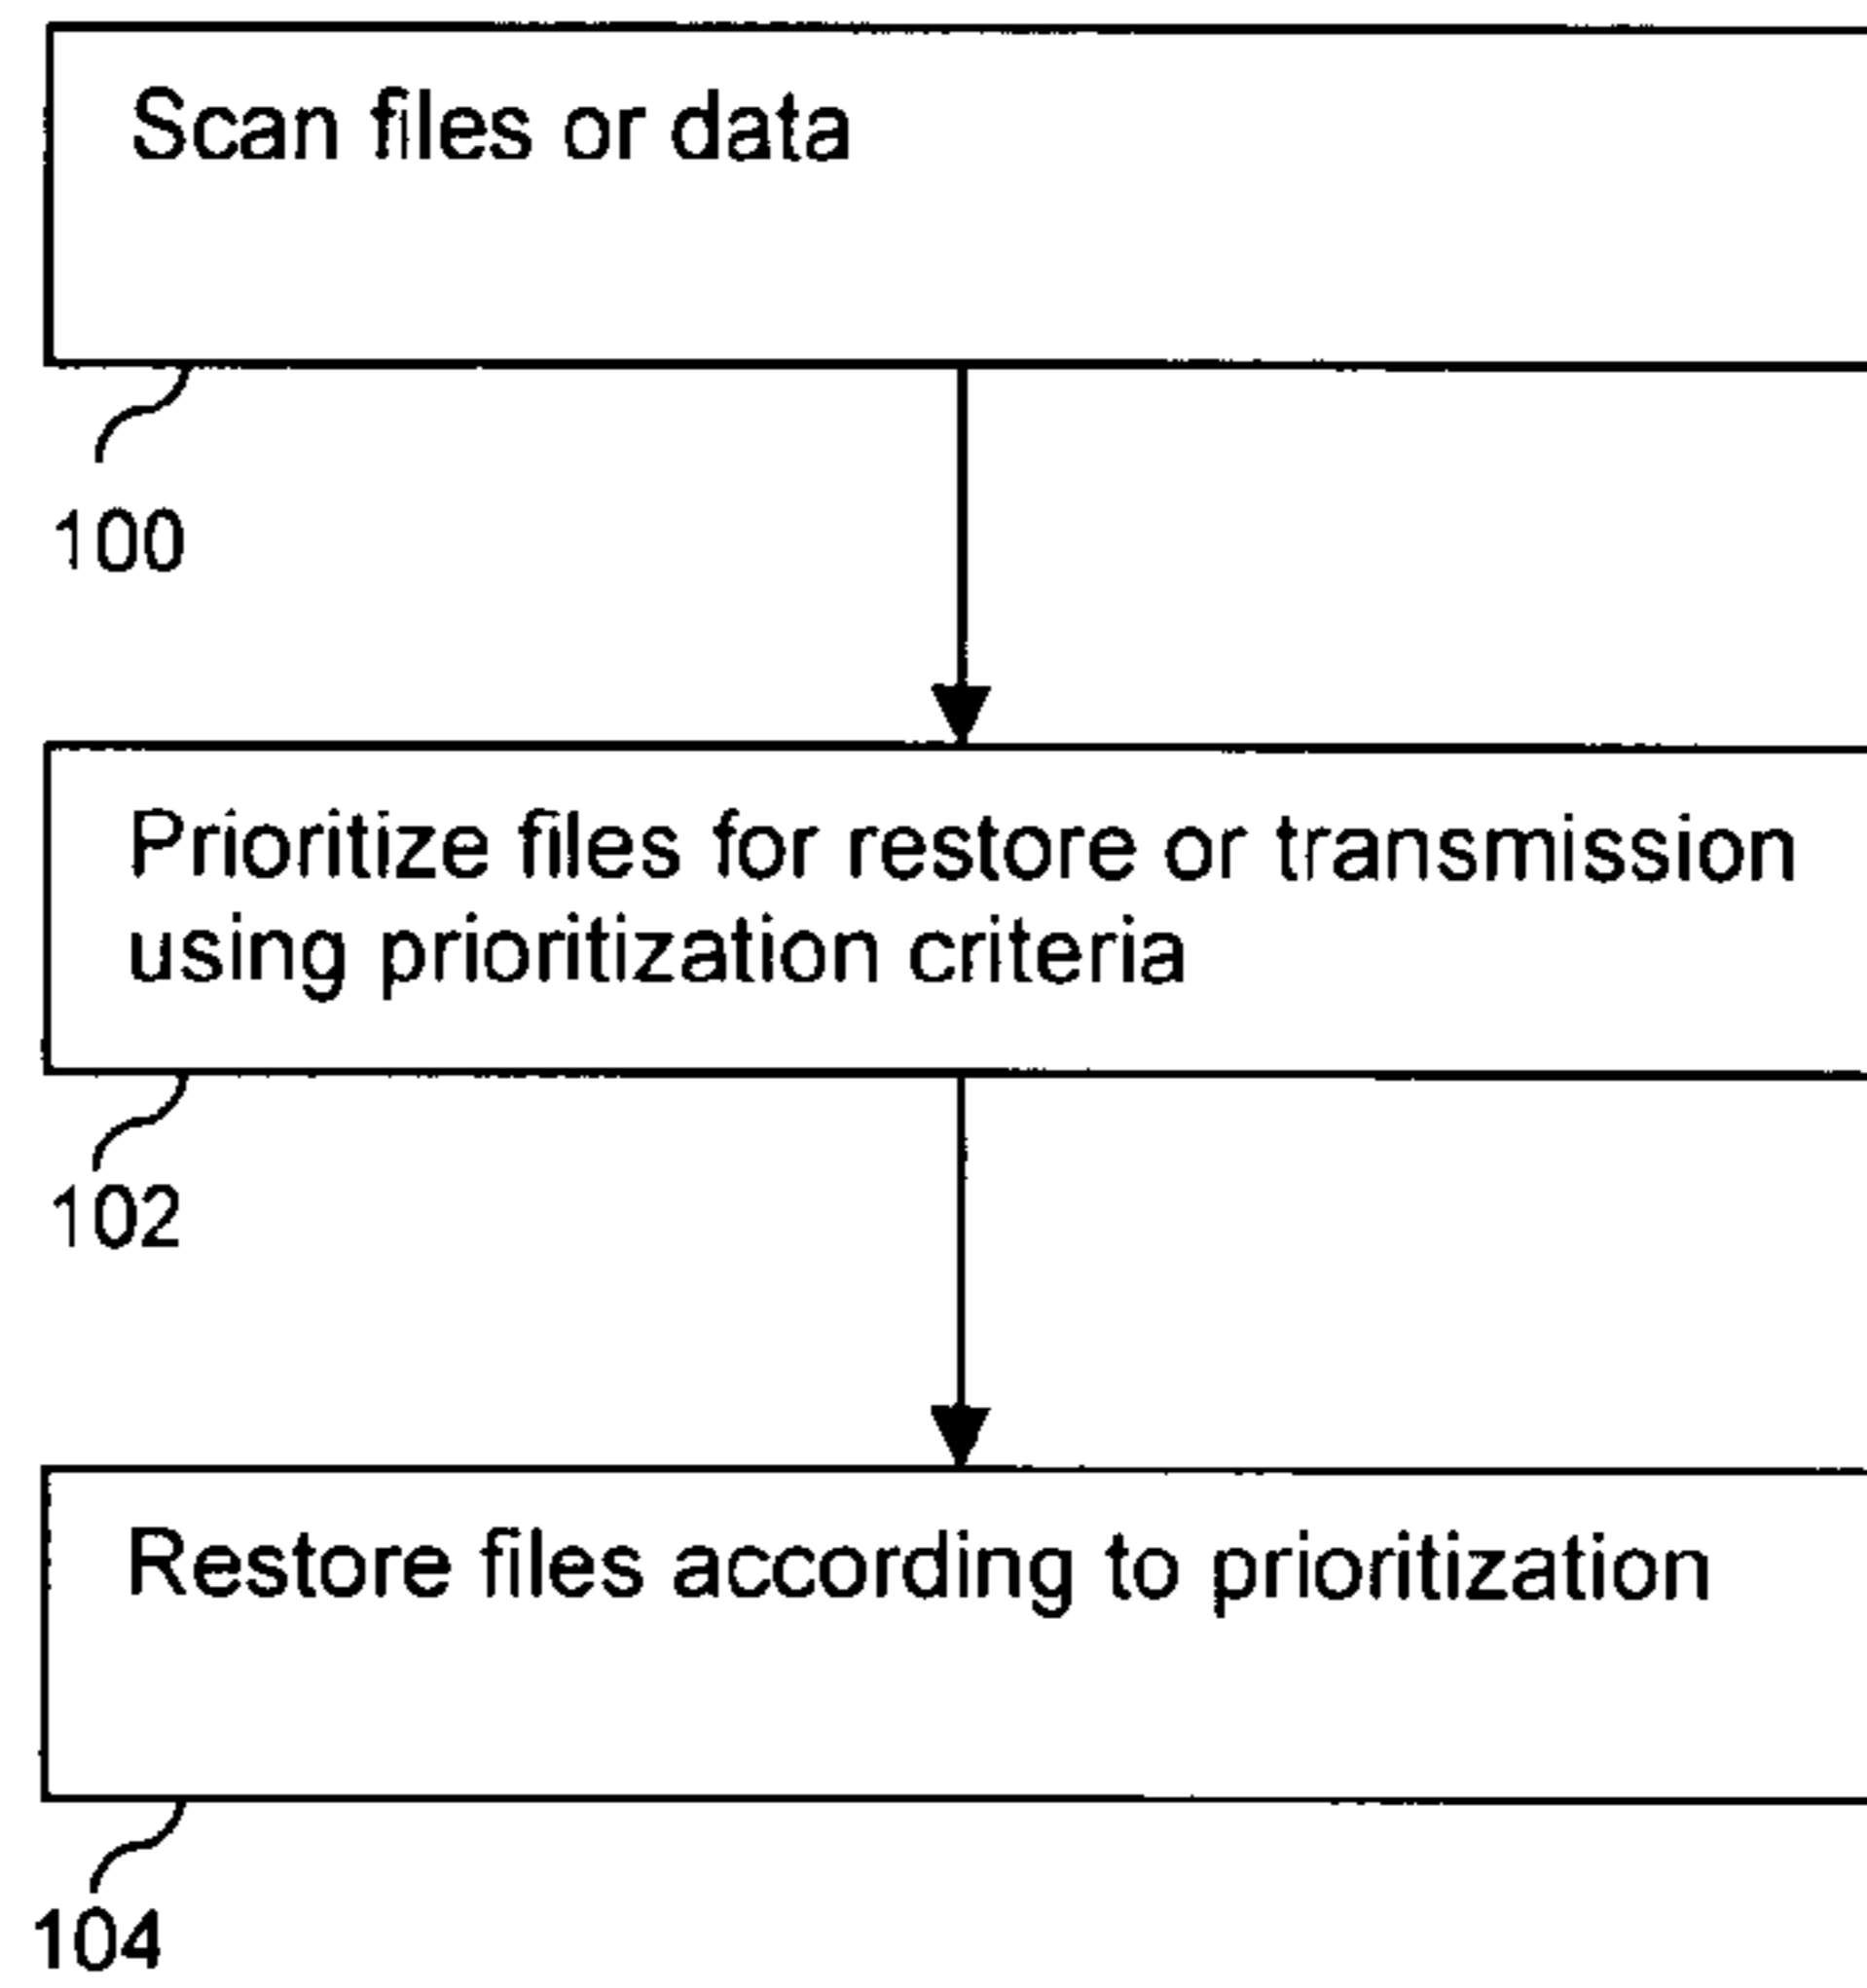 Scan files or data
100
Prioritize files for restore or transmission
using prioritization criteria
102
Restore files according to prioritization
104